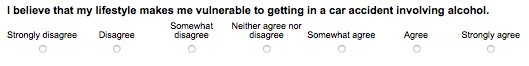 I believe that my lifestyle makes me vulnerable to getting in a car accident involving alcohol.
Strongly disagree Disagree Somewhat disagree Neither agree nor disagree Somewhat agree Agree Strongly agree